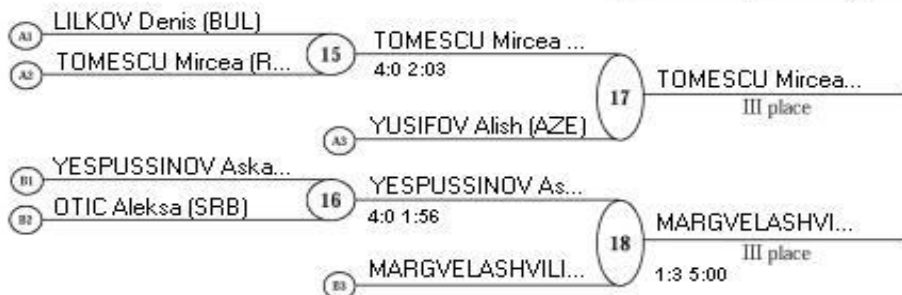 A1 LILKOV Denis (BUL)
A2 TOMESCU Mircea (R...
15
TOMESCU Mircea ...
4:0 2:03
A3 YUSIFOV Alish (AZE)
17
TOMESCU Mircea...
III place
B1 YESPUSSINOV Aska...
B2 OTIC Aleksa (SRB)
16
YESPUSSINOV As...
4:0 1:56
B3 MARGVELASHVILI...
18
MARGVELASHVI...
III place
1:3 5:00